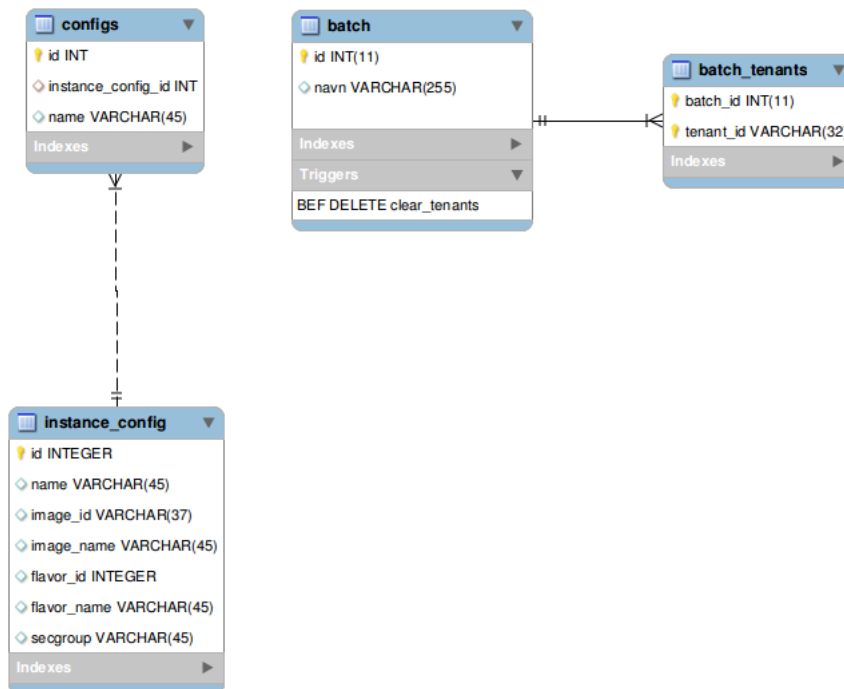 configs
id INT
instance_config_id INT
name VARCHAR(45)
Indexes
batch
id INT(11)
navn VARCHAR(255)
Indexes
Triggers
BEF DELETE clear_tenants
batch_tenants
batch_id INT(11)
tenant_id VARCHAR(32)
Indexes
instance_config
id INTEGER
name VARCHAR(45)
image_id VARCHAR(37)
image_name VARCHAR(45)
flavor_id INTEGER
flavor_name VARCHAR(45)
secgroup VARCHAR(45)
Indexes